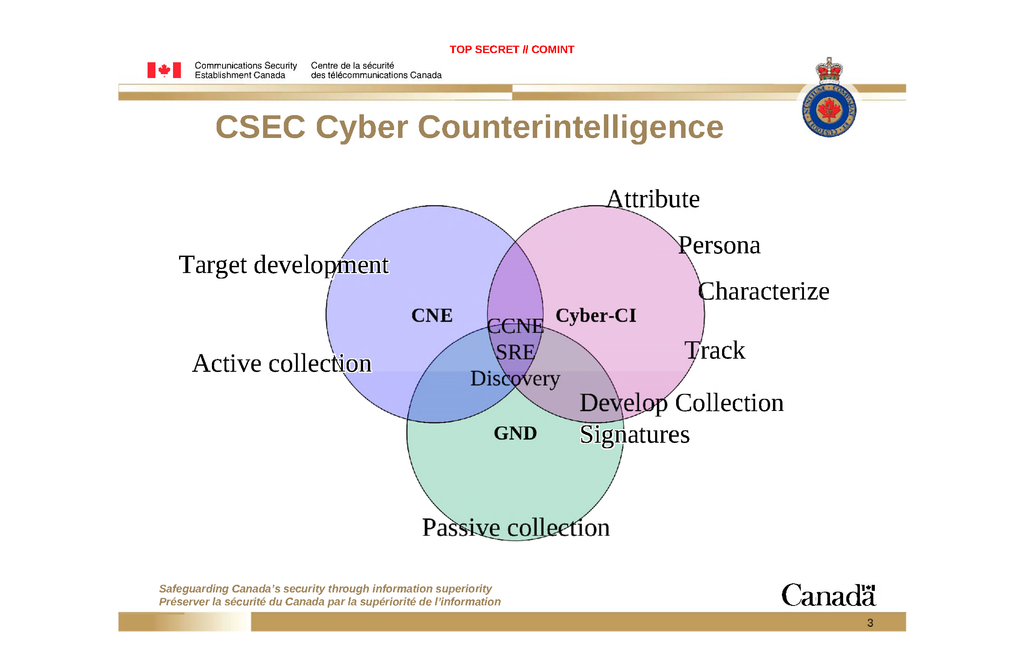 TOP SECRET // COMINT
Communications Security
Establishment Canada
Centre de la sécurité
des télécommunications Canada
CSEC Cyber Counterintelligence
Attribute
Persona
Target development
Characterize
CNE
Cyber-CI
CCNE
SRE
Discovery
Track
Active collection
Develop Collection
Signatures
GND
Passive collection
Safeguarding Canada's security through information superiority
Préserver la sécurité du Canada par la supériorité de l'information
Canada
3